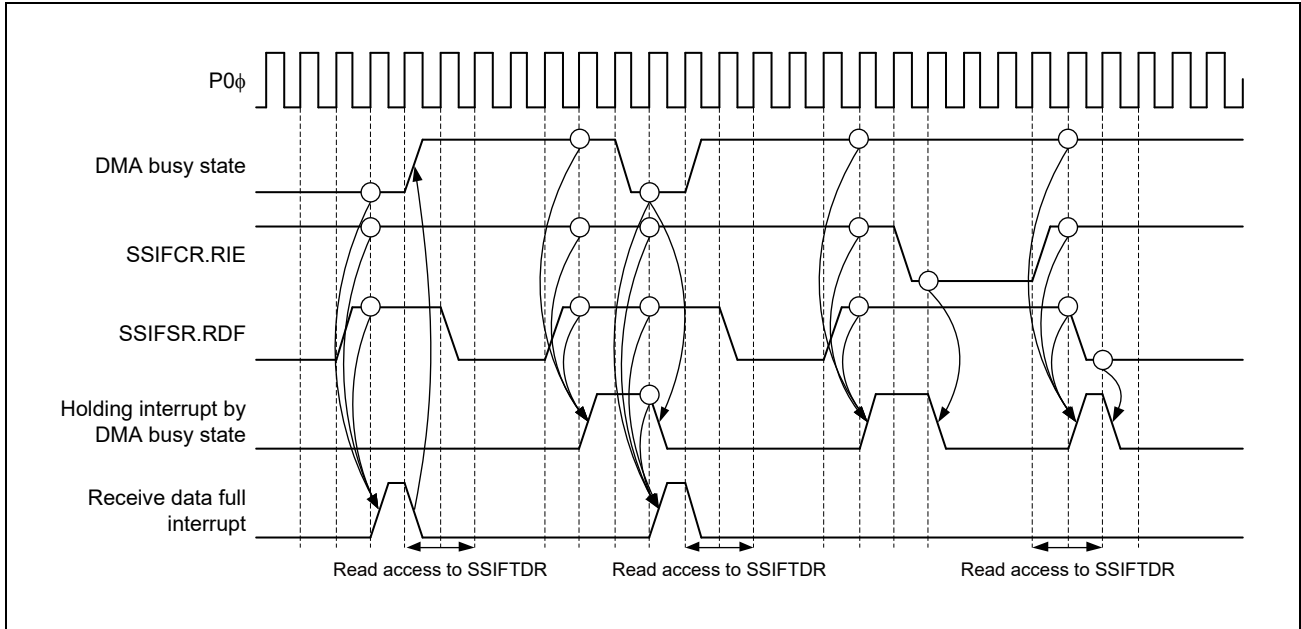 P0ϕ
DMA busy state
SSIFCR.RIE
SSIFSR.RDF
Holding interrupt by
DMA busy state
Receive data full
interrupt
Read access to SSIFTDR
Read access to SSIFTDR
Read access to SSIFTDR